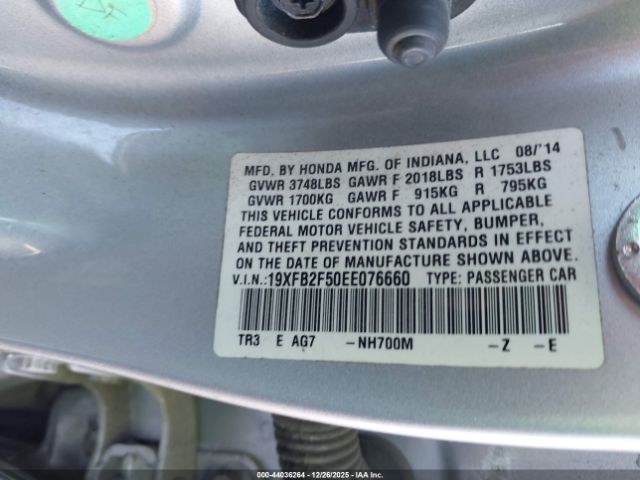 MFD. BY HONDA MFG. OF INDIANA, LLC 08/'14
GVWR 3748LBS GAWR F 2018LBS R 1753LBS
GVWR 1700KG GAWR F 915KG R 795KG
THIS VEHICLE CONFORMS TO ALL APPLICABLE
FEDERAL MOTOR VEHICLE SAFETY, BUMPER,
AND THEFT PREVENTION STANDARDS IN EFFECT
ON THE DATE OF MANUFACTURE SHOWN ABOVE.
V.I.N.:19XFB2F50EE076660 TYPE: PASSENGER CAR
TR3 E AG7 -NH700M -Z -E
000-44036264 - 12/26/2025 - IAAI.COM